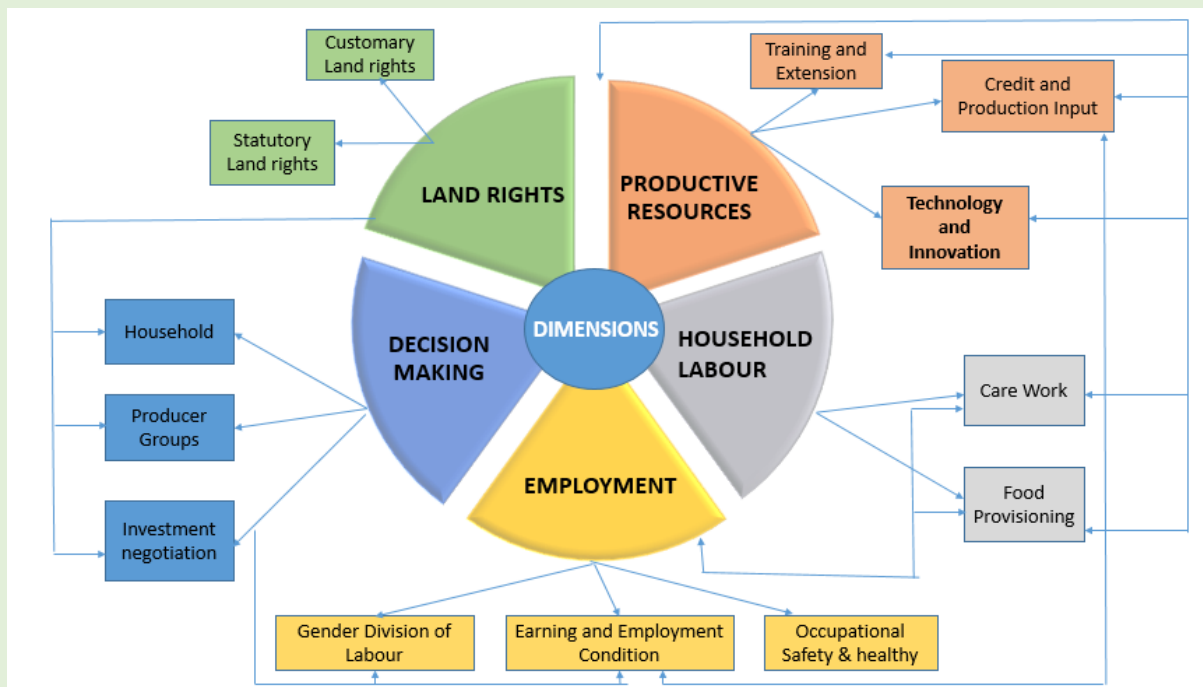 Customary
Land rights
Statutory
Land rights
Training and
Extension
Credit and
Production Input
Technology
and
Innovation
LAND RIGHTS
PRODUCTIVE
RESOURCES
DIMENSIONS
DECISION
MAKING
HOUSEHOLD
LABOUR
EMPLOYMENT
Household
Producer
Groups
Investment
negotiation
Care Work
Food
Provisioning
Gender Division of
Labour
Earning and Employment
Condition
Occupational
Safety & healthy